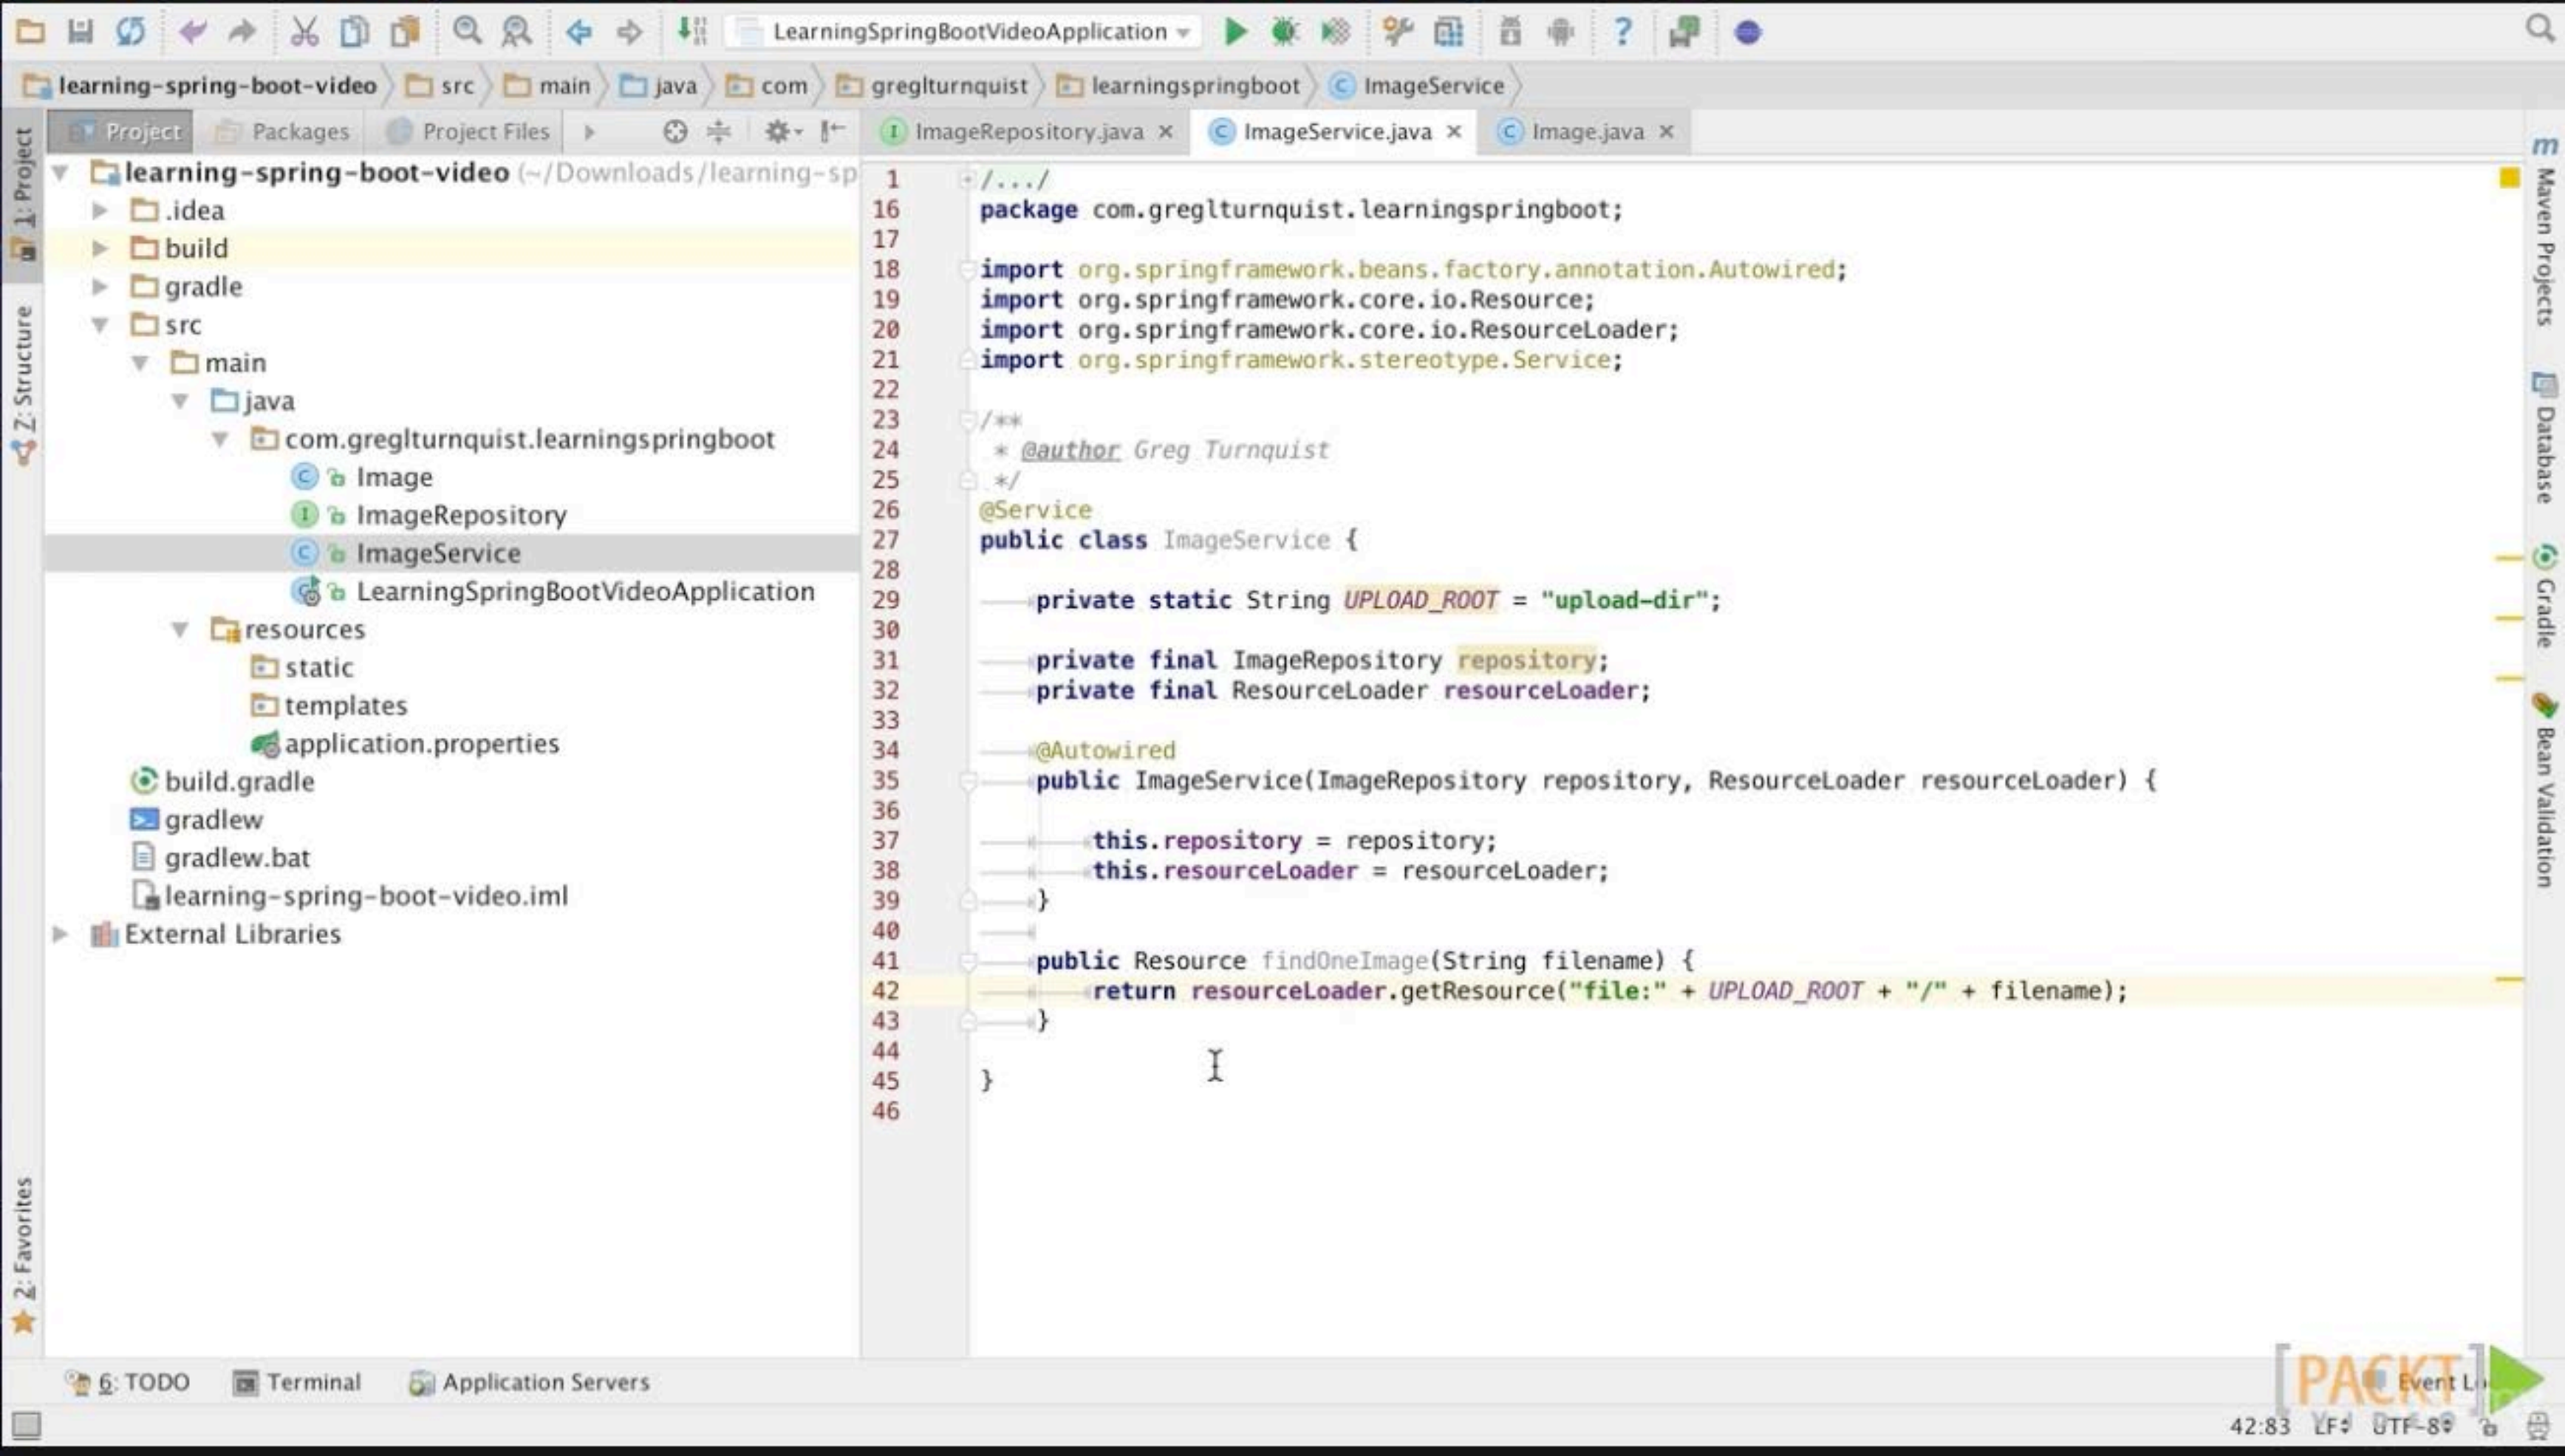 LearningSpringBootVideoApplication
learning-spring-boot-video src main java com greglturnquist learningspringboot ImageService
Project Packages Project Files
ImageRepository.java ImageService.java Image.java
1: Project
Z: Structure
2: Favorites
learning-spring-boot-video (~/Downloads/learning-sp
.idea
build
gradle
src
main
java
com.greglturnquist.learningspringboot
Image
ImageRepository
ImageService
LearningSpringBootVideoApplication
resources
static
templates
application.properties
build.gradle
gradlew
gradlew.bat
learning-spring-boot-video.iml
External Libraries
1 /.../
16 package com.greglturnquist.learningspringboot;
17
18 import org.springframework.beans.factory.annotation.Autowired;
19 import org.springframework.core.io.Resource;
20 import org.springframework.core.io.ResourceLoader;
21 import org.springframework.stereotype.Service;
22
23 /**
24 * @author Greg Turnquist
25 */
26 @Service
27 public class ImageService {
28
29 private static String UPLOAD_ROOT = "upload-dir";
30
31 private final ImageRepository repository;
32 private final ResourceLoader resourceLoader;
33
34 @Autowired
35 public ImageService(ImageRepository repository, ResourceLoader resourceLoader) {
36
37 this.repository = repository;
38 this.resourceLoader = resourceLoader;
39 }
40
41 public Resource findOneImage(String filename) {
42 return resourceLoader.getResource("file:" + UPLOAD_ROOT + "/" + filename);
43 }
44
45 }
46
m Maven Projects
Database
Gradle
Bean Validation
6: TODO Terminal Application Servers
[PACKT]
Event L
42:83 LF UTF-8